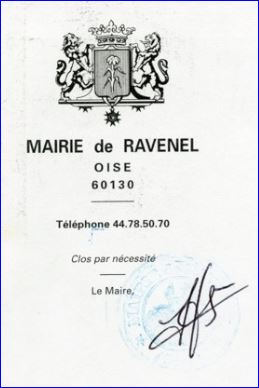 MAIRIE de RAVENEL
OISE
60130
Téléphone 44.78.50.70
Clos par nécessité
Le Maire,